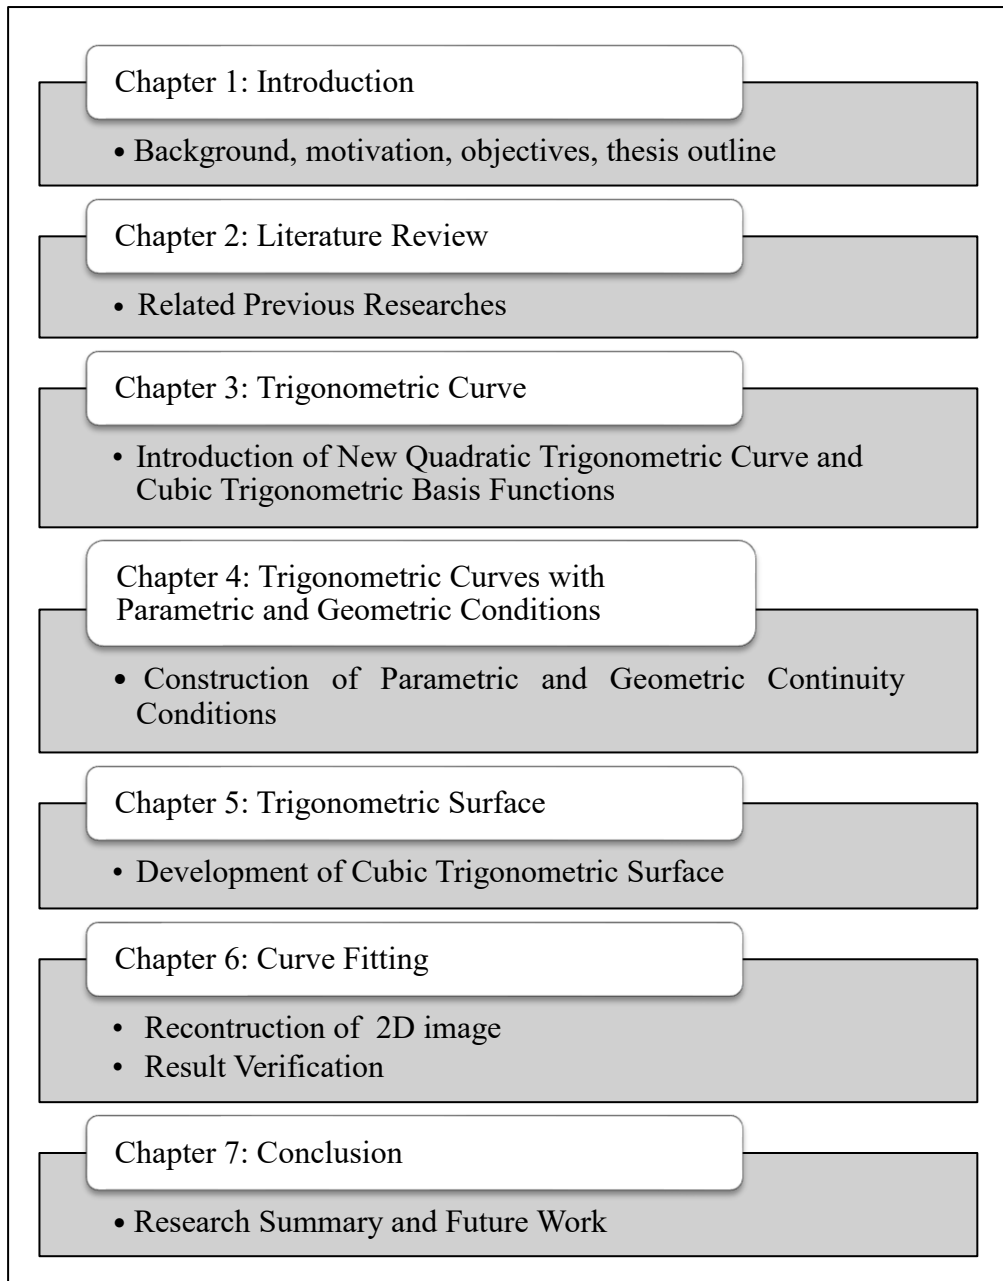 Chapter 1: Introduction
• Background, motivation, objectives, thesis outline
Chapter 2: Literature Review
• Related Previous Researches
Chapter 3: Trigonometric Curve
• Introduction of New Quadratic Trigonometric Curve and
Cubic Trigonometric Basis Functions
Chapter 4: Trigonometric Curves with
Parametric and Geometric Conditions
• Construction of Parametric and Geometric Continuity
Conditions
Chapter 5: Trigonometric Surface
• Development of Cubic Trigonometric Surface
Chapter 6: Curve Fitting
• Recontruction of 2D image
• Result Verification
Chapter 7: Conclusion
• Research Summary and Future Work